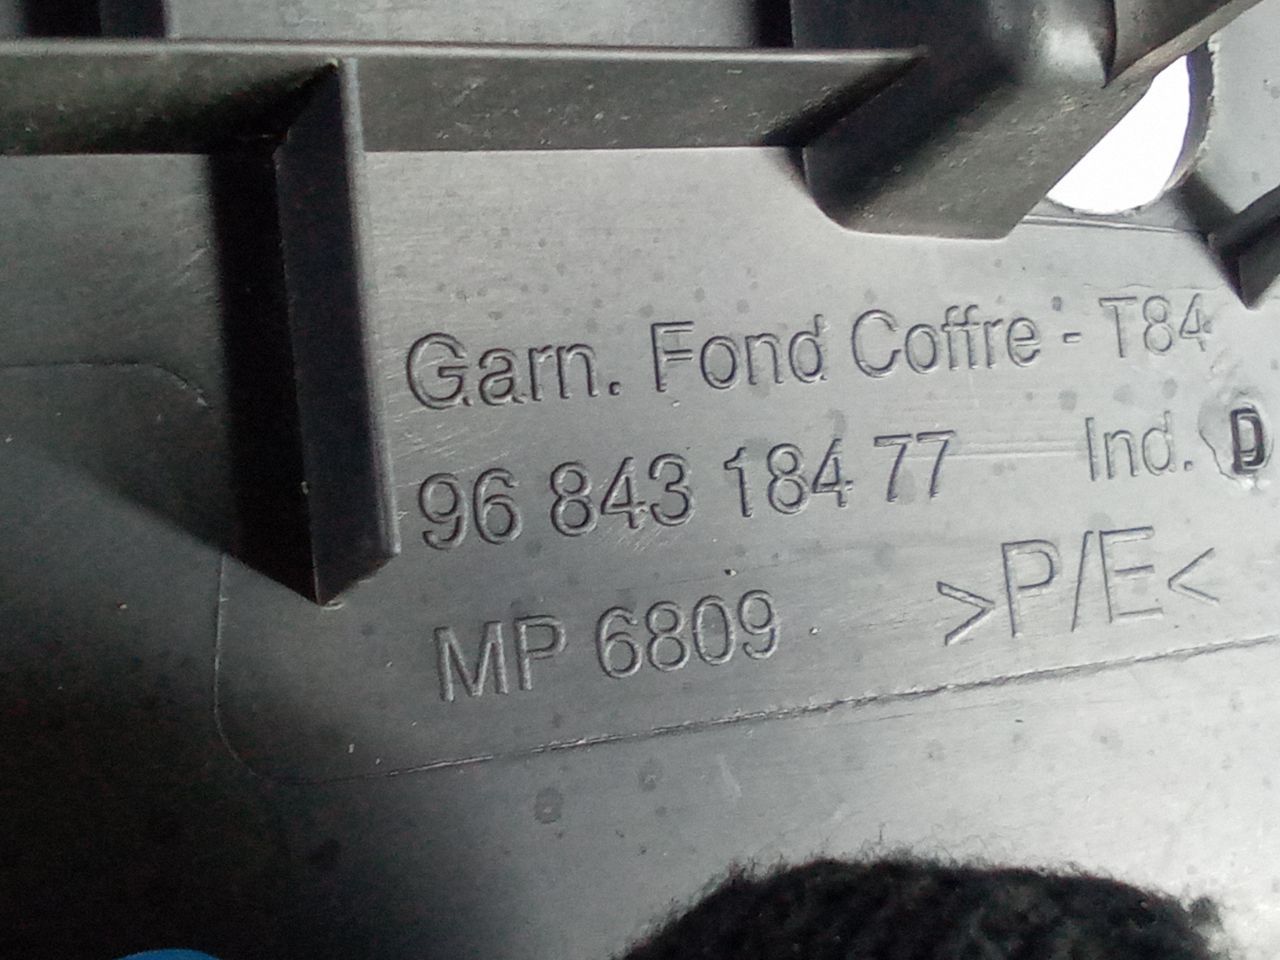 Garn. Fond Coffre - T84
96 843 184 77 Ind. D
MP 6809 >P/E<